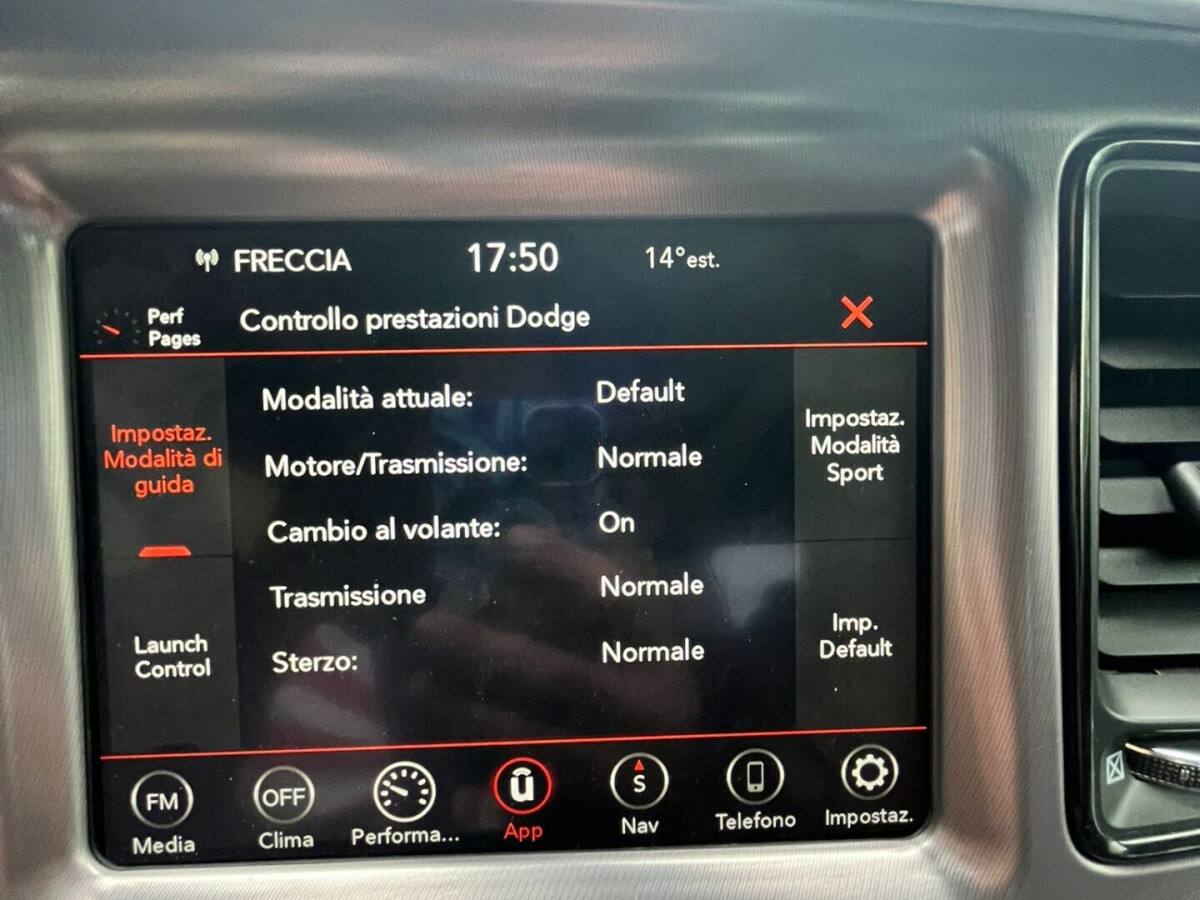 FRECCIA 17:50 14° est.
Perf
Pages
Controllo prestazioni Dodge
Impostaz.
Modalità di
guida
Launch
Control
Modalità attuale: Default
Motore/Trasmissione: Normale
Cambio al volante: On
Trasmissione Normale
Sterzo: Normale
Impostaz.
Modalità
Sport
Imp.
Default
FM
Media
OFF
Clima
Performa...
ü
App
S
Nav
Telefono
Impostaz.